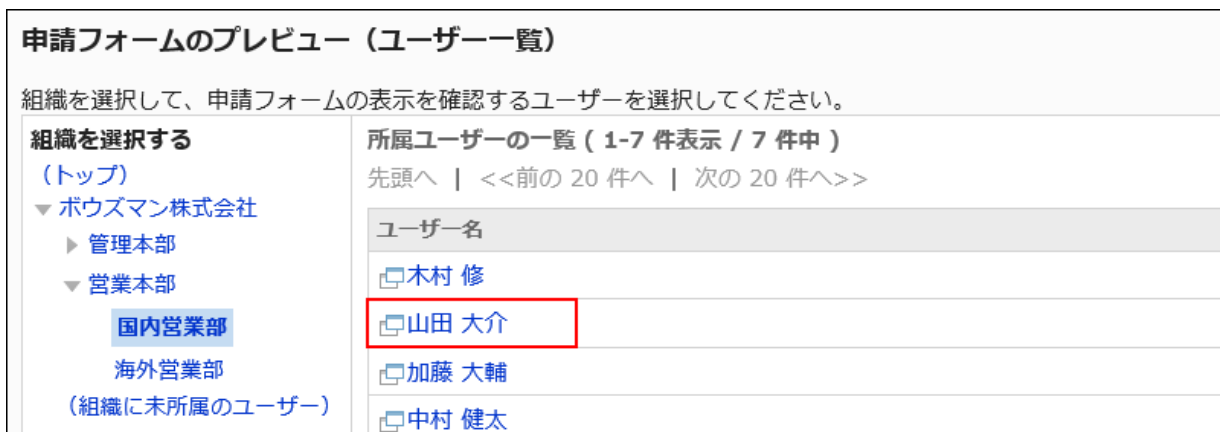 申請フォームのプレビュー（ユーザー一覧）
組織を選択して、申請フォームの表示を確認するユーザーを選択してください。
組織を選択する
（トップ）
ボウズマン株式会社
管理本部
営業本部
国内営業部
海外営業部
（組織に未所属のユーザー）
所属ユーザーの一覧 ( 1-7 件表示 / 7 件中 )
先頭へ | <<前の 20 件へ | 次の 20 件へ>>
ユーザー名
木村 修
山田 大介
加藤 大輔
中村 健太